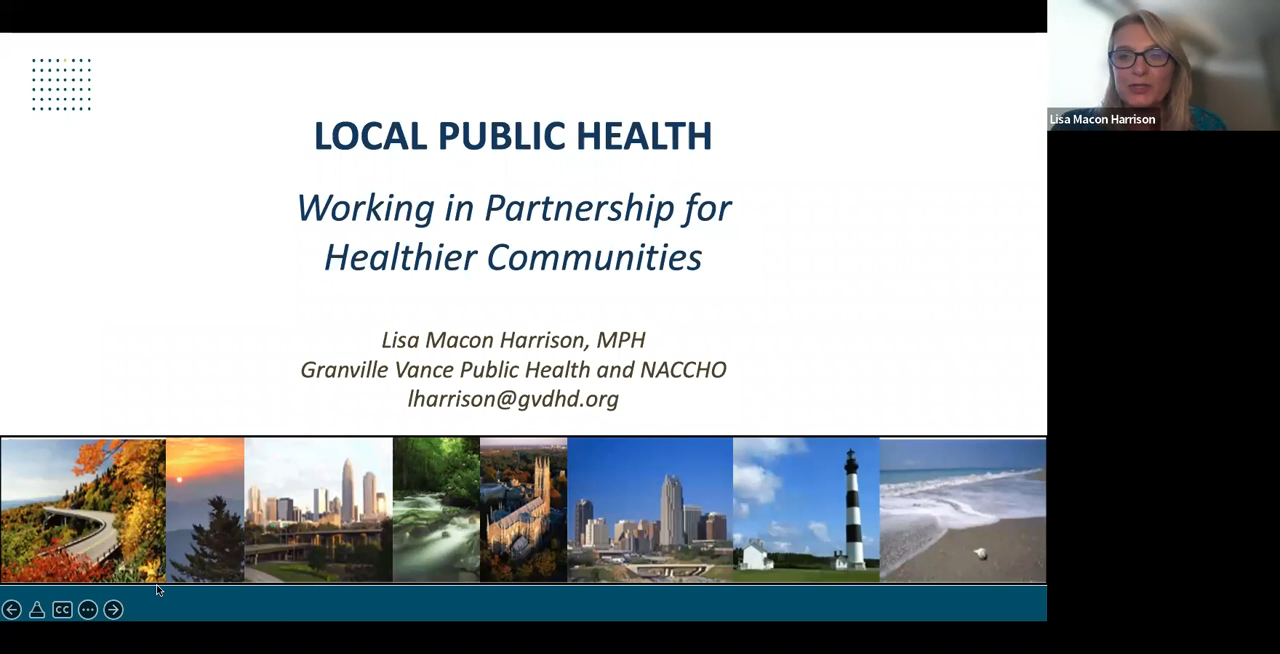 LOCAL PUBLIC HEALTH
Working in Partnership for
Healthier Communities
Lisa Macon Harrison, MPH
Granville Vance Public Health and NACCHO
lharrison@gvdhd.org
Lisa Macon Harrison
CC